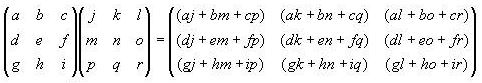 ( a b c ) ( j k l ) = ( (aj + bm + cp) (ak + bn + cq) (al + bo + cr) )
( d e f ) ( m n o ) ( (dj + em + fp) (dk + en + fq) (dl + eo + fr) )
( g h i ) ( p q r ) ( (gj + hm + ip) (gk + hn + iq) (gl + ho + ir) )